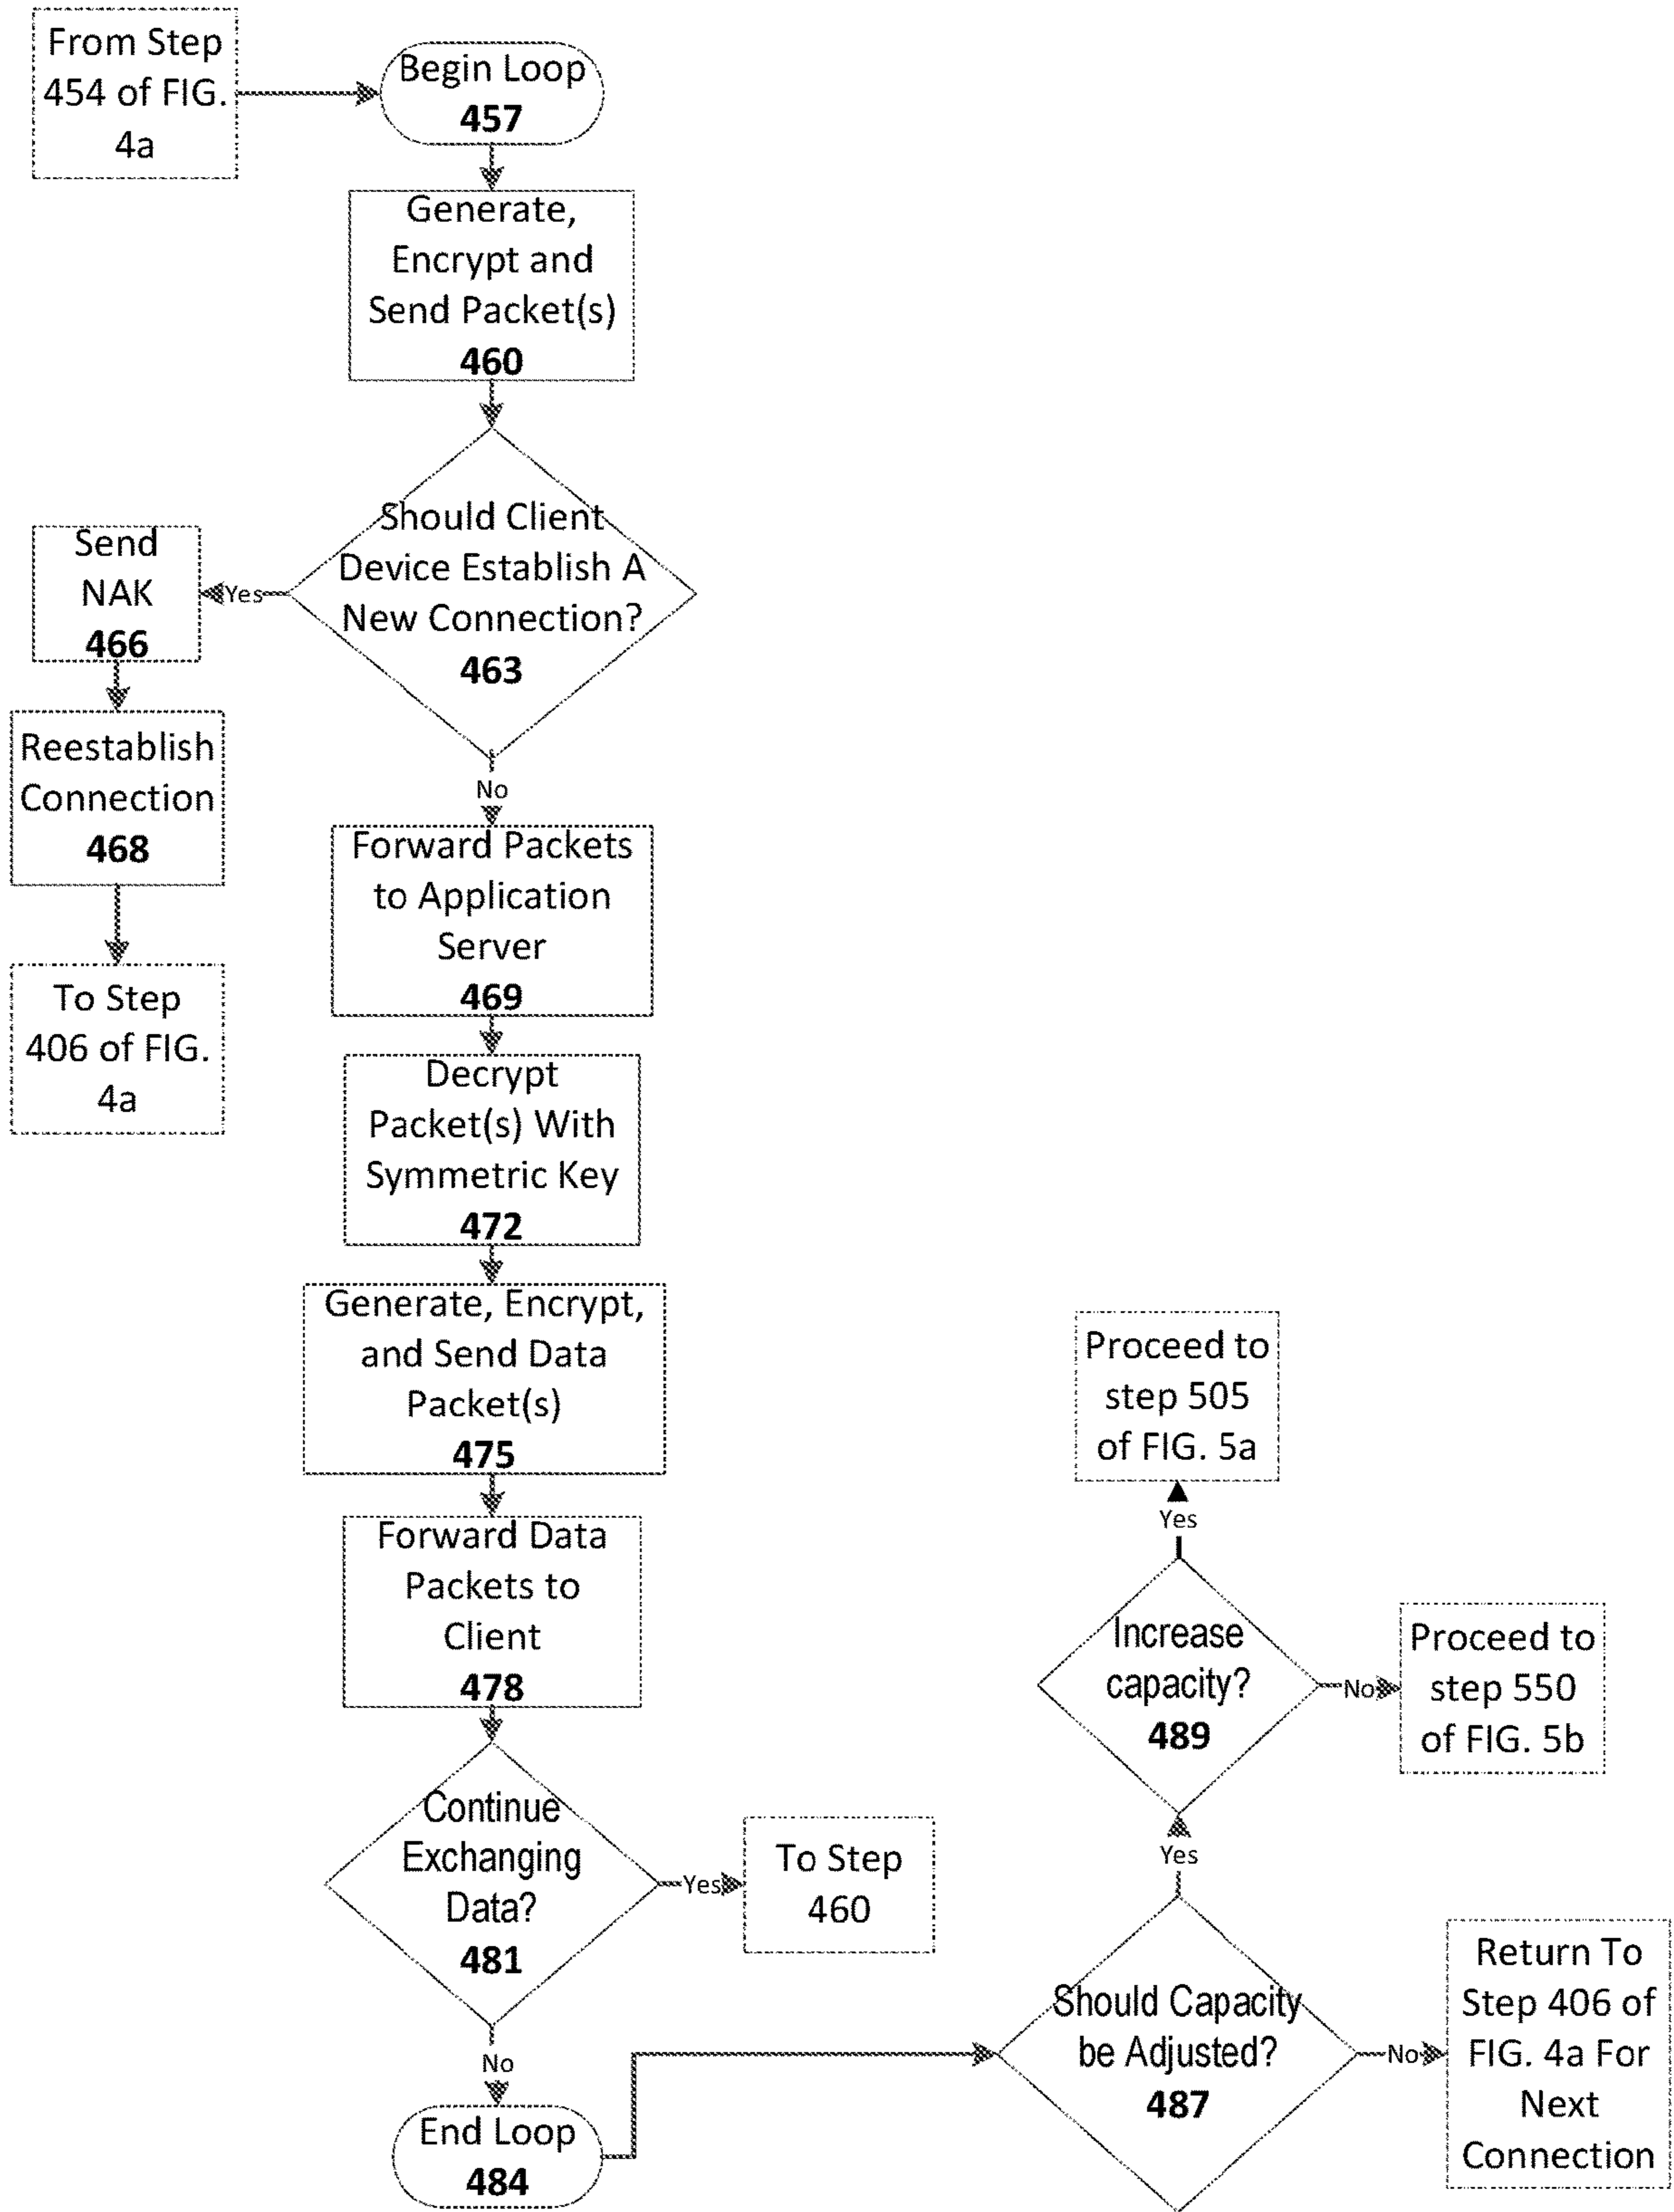 From Step
454 of FIG.
4a
Begin Loop
457
Generate,
Encrypt and
Send Packet(s)
460
Should Client
Device Establish A
New Connection?
463
Yes
Send
NAK
466
Reestablish
Connection
468
To Step
406 of FIG.
4a
No
Forward Packets
to Application
Server
469
Decrypt
Packet(s) With
Symmetric Key
472
Generate, Encrypt,
and Send Data
Packet(s)
475
Forward Data
Packets to
Client
478
Continue
Exchanging
Data?
481
Yes
To Step
460
No
End Loop
484
Should Capacity
be Adjusted?
487
No
Return To
Step 406 of
FIG. 4a For
Next
Connection
Yes
Increase
capacity?
489
No
Proceed to
step 550
of FIG. 5b
Yes
Proceed to
step 505
of FIG. 5a